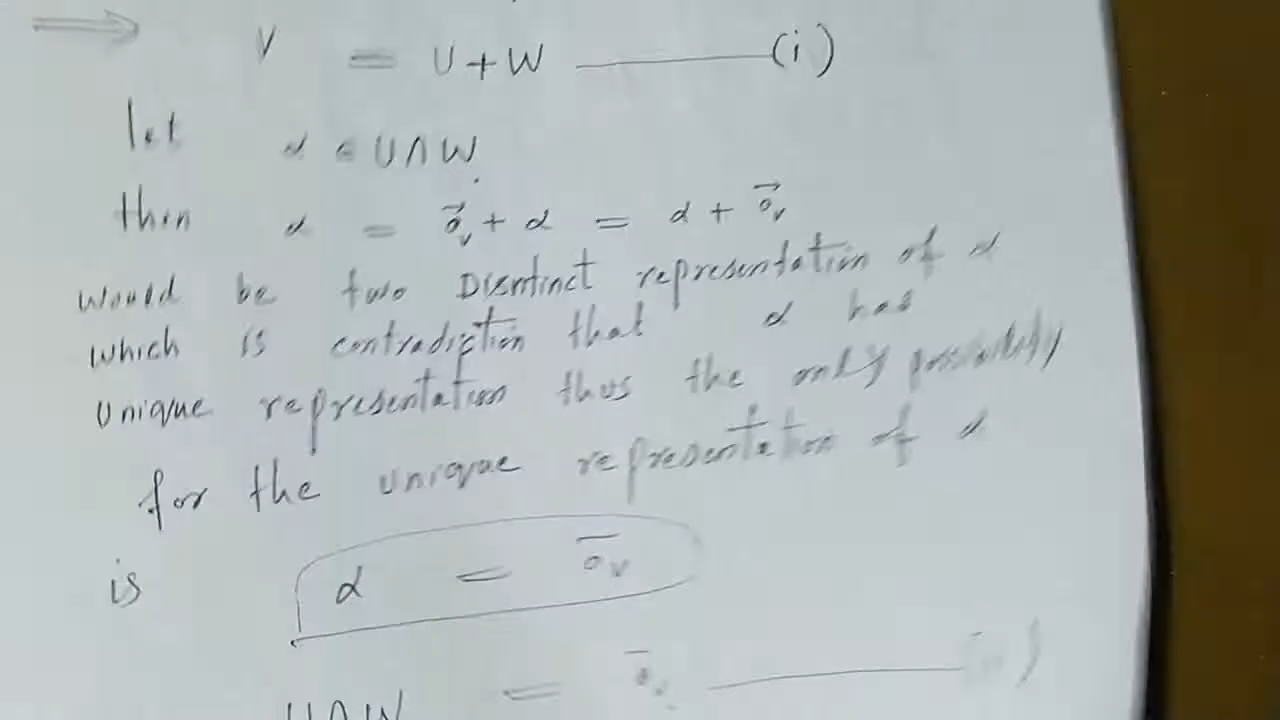 ⟹ V = U + W ———(i)
let α ∈ U∩W
then α = 0⃗ᵥ + α = α + 0⃗ᵥ
would be two Disntinct representation of α
which is contradiction that α has
unique representation thus the only possibility
for the unique representation of α
is α = 0̅ᵥ
U∩W = 0̅ᵥ ———